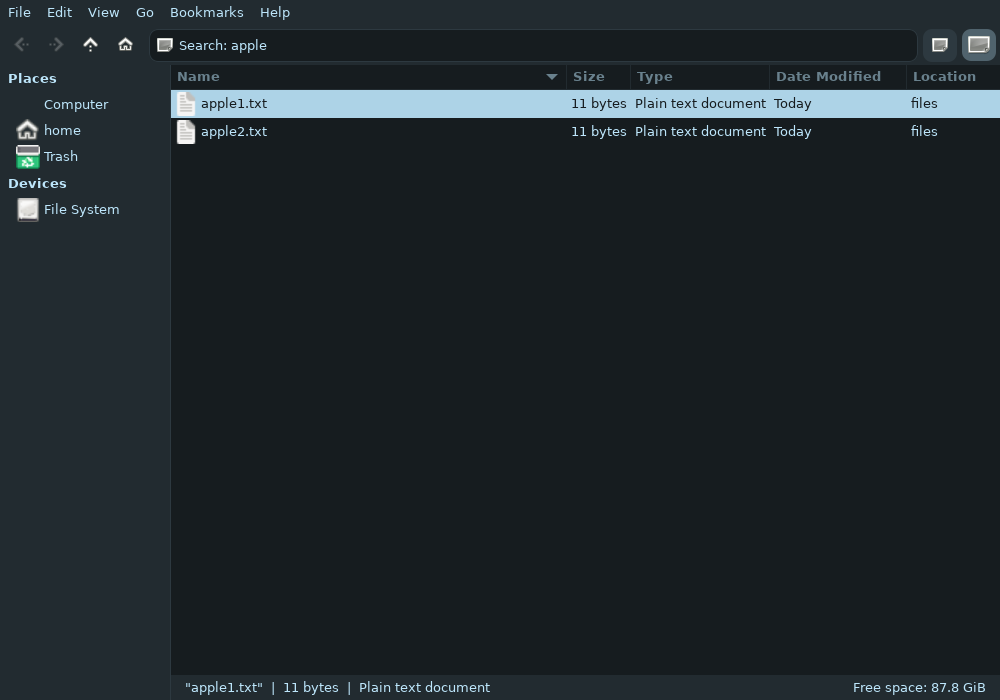 File Edit View Go Bookmarks Help
Search: apple
Places
Computer
home
Trash
Devices
File System
Name Size Type Date Modified Location
apple1.txt 11 bytes Plain text document Today files
apple2.txt 11 bytes Plain text document Today files
"apple1.txt" | 11 bytes | Plain text document Free space: 87.8 GiB